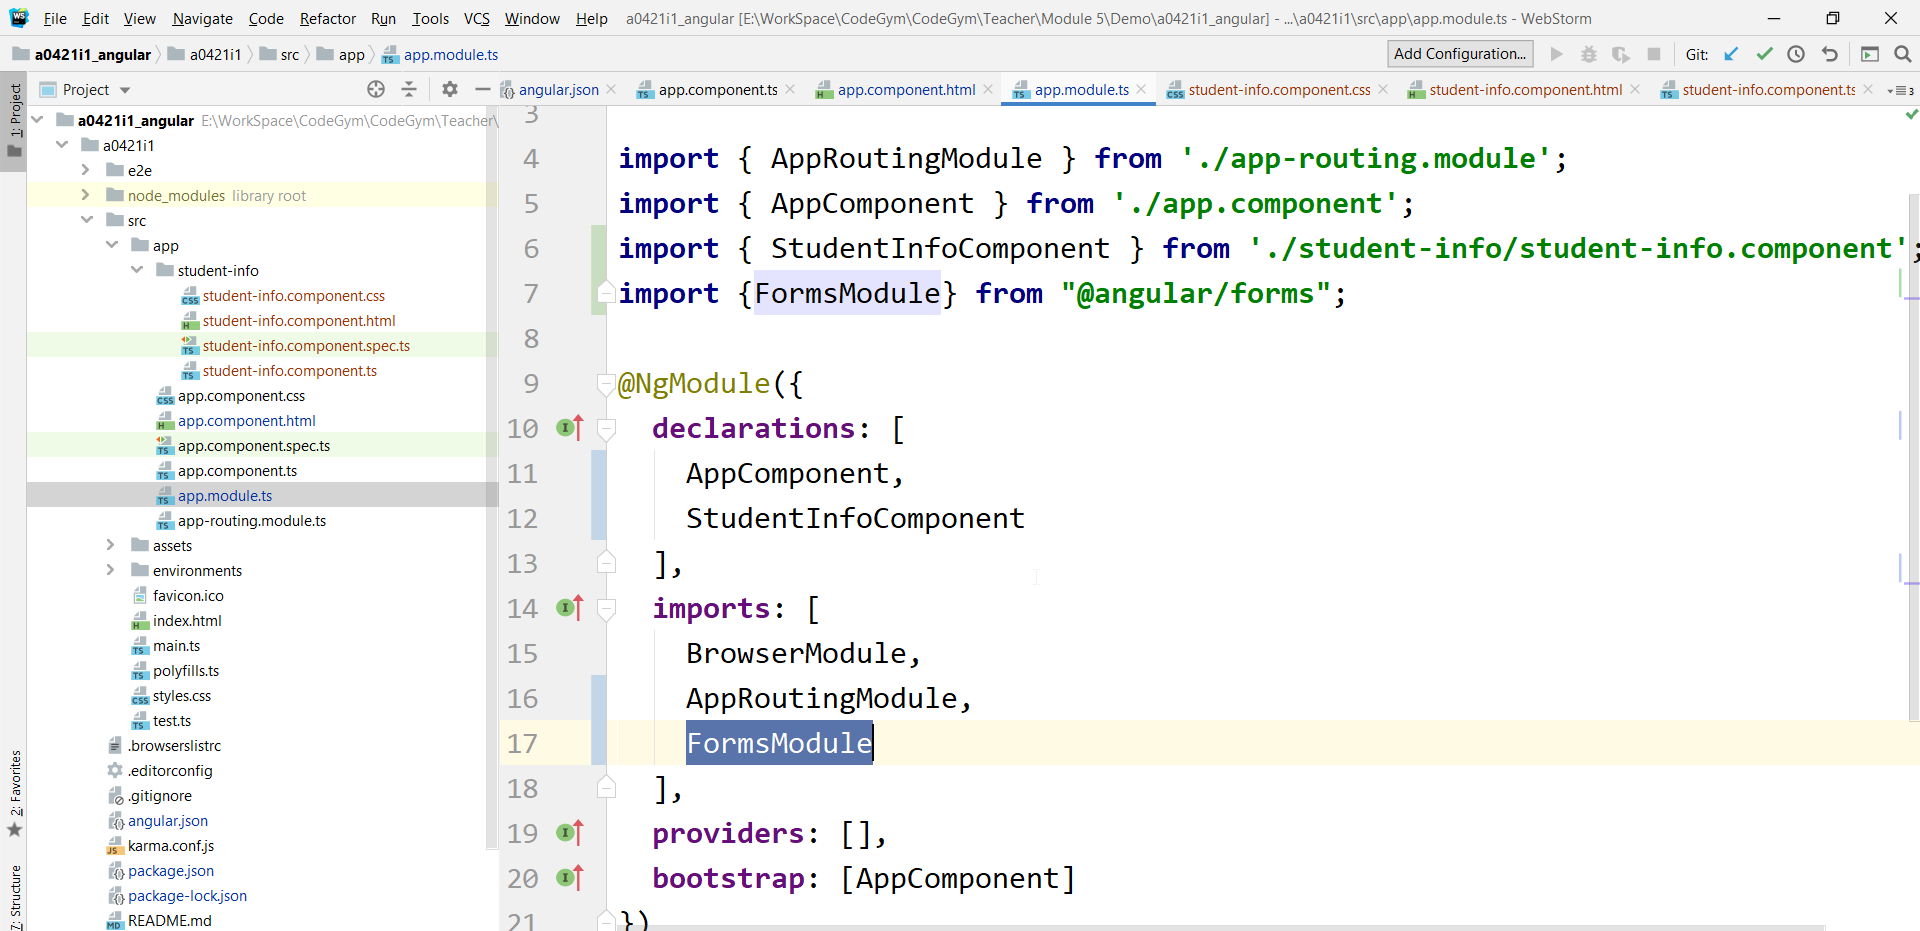 File Edit View Navigate Code Refactor Run Tools VCS Window Help a0421i1_angular [E:\WorkSpace\CodeGym\CodeGym\Teacher\Module 5\Demo\a0421i1_angular] - ...\a0421i1\src\app\app.module.ts - WebStorm
a0421i1_angular a0421i1 src app app.module.ts Add Configuration... Git:
Project angular.json app.component.ts app.component.html app.module.ts student-info.component.css student-info.component.html student-info.component.ts 3
1: Project
2: Favorites
7: Structure
a0421i1_angular E:\WorkSpace\CodeGym\CodeGym\Teacher\
a0421i1
e2e
node_modules library root
src
app
student-info
student-info.component.css
student-info.component.html
student-info.component.spec.ts
student-info.component.ts
app.component.css
app.component.html
app.component.spec.ts
app.component.ts
app.module.ts
app-routing.module.ts
assets
environments
favicon.ico
index.html
main.ts
polyfills.ts
styles.css
test.ts
.browserslistrc
.editorconfig
.gitignore
angular.json
karma.conf.js
package.json
package-lock.json
README.md
3
4 import { AppRoutingModule } from './app-routing.module';
5 import { AppComponent } from './app.component';
6 import { StudentInfoComponent } from './student-info/student-info.component';
7 import {FormsModule} from "@angular/forms";
8
9 @NgModule({
10 declarations: [
11 AppComponent,
12 StudentInfoComponent
13 ],
14 imports: [
15 BrowserModule,
16 AppRoutingModule,
17 FormsModule
18 ],
19 providers: [],
20 bootstrap: [AppComponent]
21 })